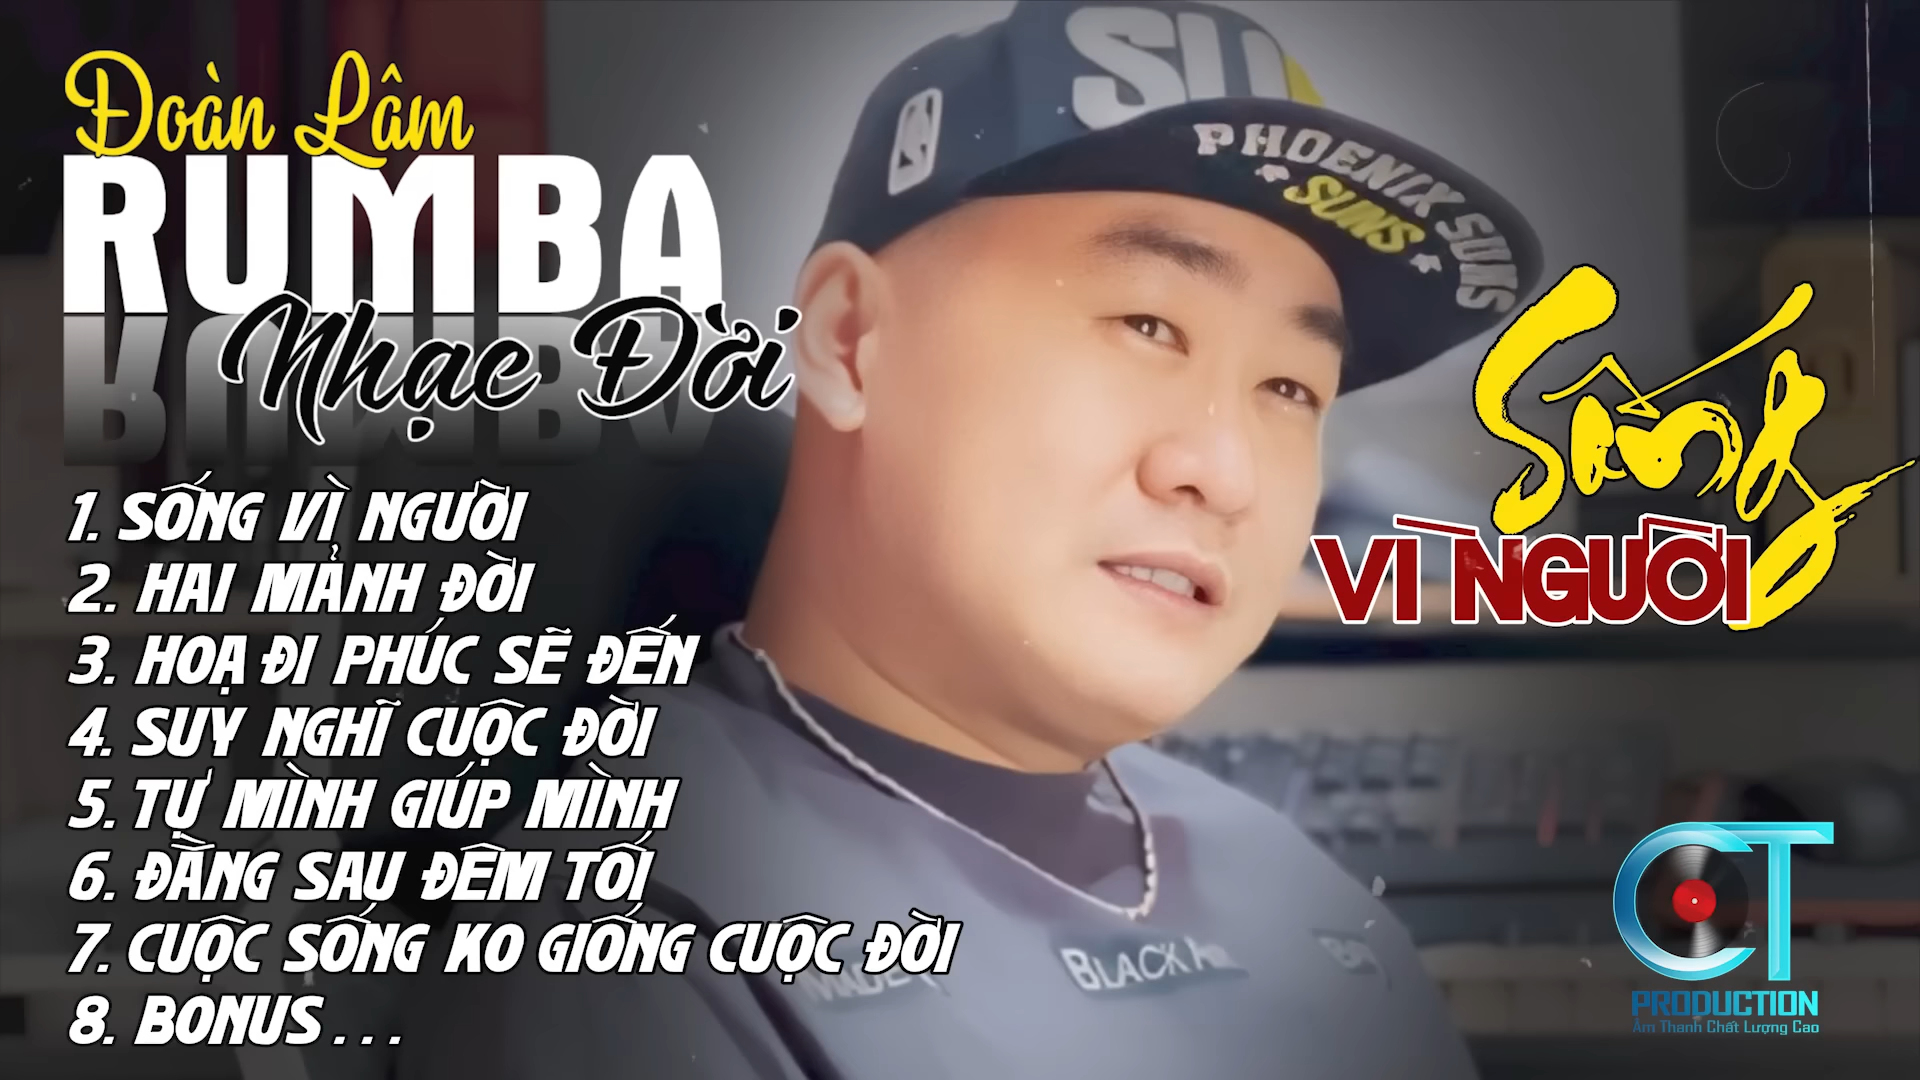 Đoàn Lâm
RUMBA
Nhạc Đời
1. SỐNG VÌ NGƯỜI
2. HAI MẢNH ĐỜI
3. HOẠ ĐI PHÚC SẼ ĐẾN
4. SUY NGHĨ CUỘC ĐỜI
5. TỰ MÌNH GIÚP MÌNH
6. ĐẰNG SAU ĐÊM TỐI
7. CUỘC SỐNG KO GIỐNG CUỘC ĐỜI
8. BONUS...
SU
PHOENIX SUNS
SUNS
Sống
VÌ NGƯỜI
BLACK
MADE
CT
PRODUCTION
Âm Thanh Chất Lượng Cao